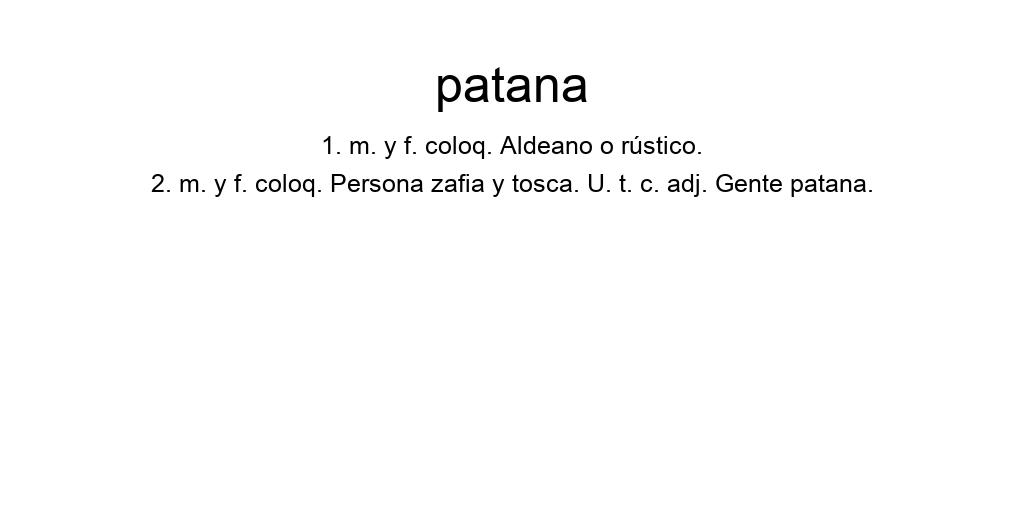 patana
1. m. y f. coloq. Aldeano o rústico.
2. m. y f. coloq. Persona zafia y tosca. U. t. c. adj. Gente patana.